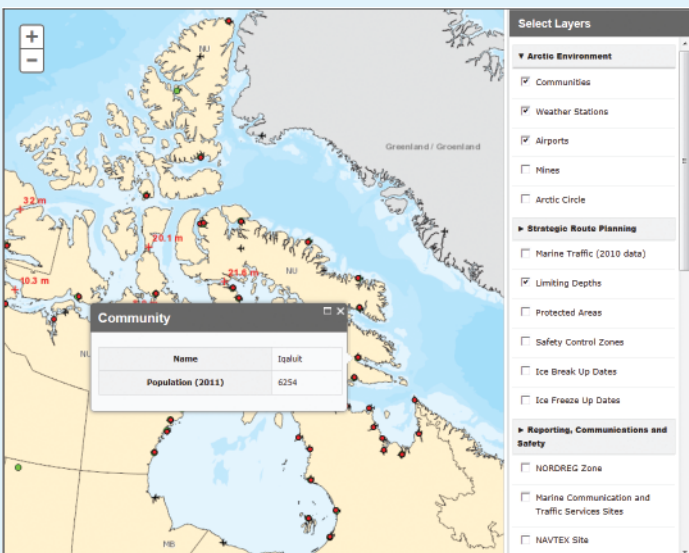 +
−
NU
Greenland / Groenland
32 m
20.1 m
21.6 m
NU
10.3 m
Community
Name Iqaluit
Population (2011) 6254
MB
Select Layers
Arctic Environment
Communities
Weather Stations
Airports
Mines
Arctic Circle
Strategic Route Planning
Marine Traffic (2010 data)
Limiting Depths
Protected Areas
Safety Control Zones
Ice Break Up Dates
Ice Freeze Up Dates
Reporting, Communications and
Safety
NORDREG Zone
Marine Communication and
Traffic Services Sites
NAVTEX Site